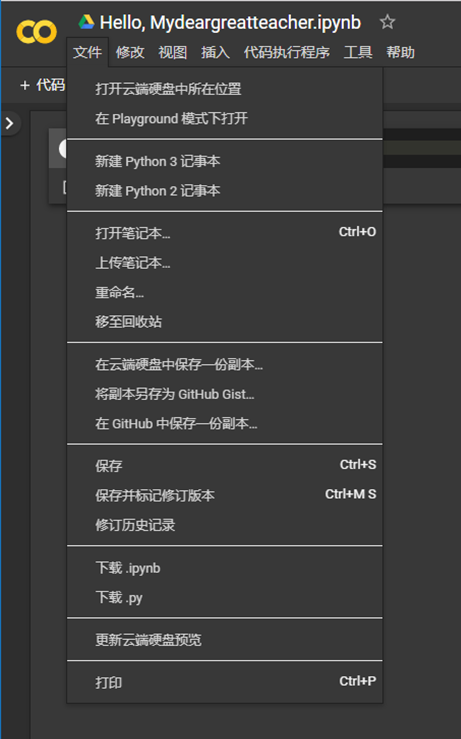 Hello, Mydeargreatteacher.ipynb
文件 修改 视图 插入 代码执行程序 工具 帮助
+ 代码
打开云端硬盘中所在位置
在 Playground 模式下打开
新建 Python 3 记事本
新建 Python 2 记事本
打开笔记本... Ctrl+O
上传笔记本...
重命名...
移至回收站
在云端硬盘中保存一份副本...
将副本另存为 GitHub Gist...
在 GitHub 中保存一份副本...
保存 Ctrl+S
保存并标记修订版本 Ctrl+M S
修订历史记录
下载 .ipynb
下载 .py
更新云端硬盘预览
打印 Ctrl+P